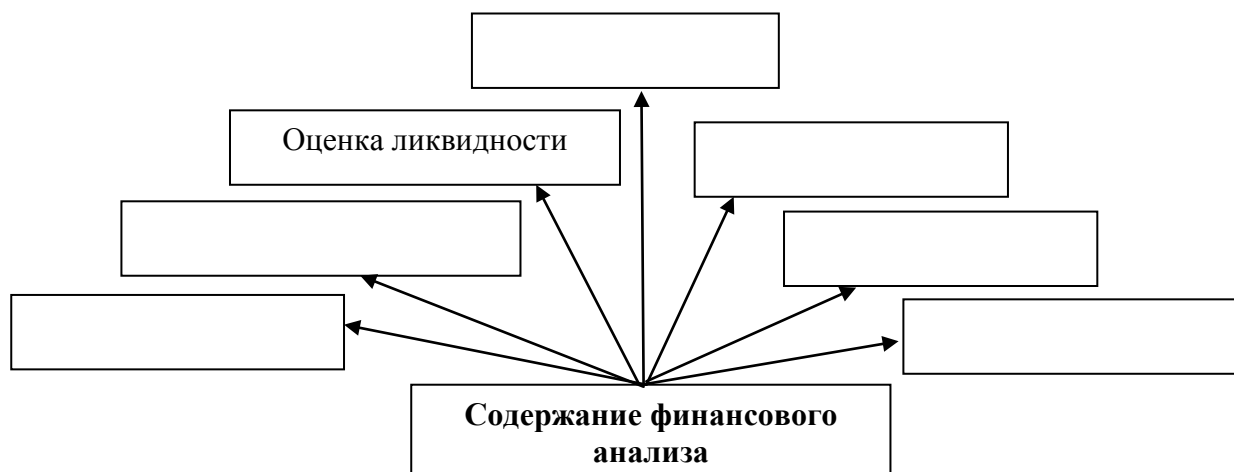 Оценка ликвидности
Содержание финансового
анализа